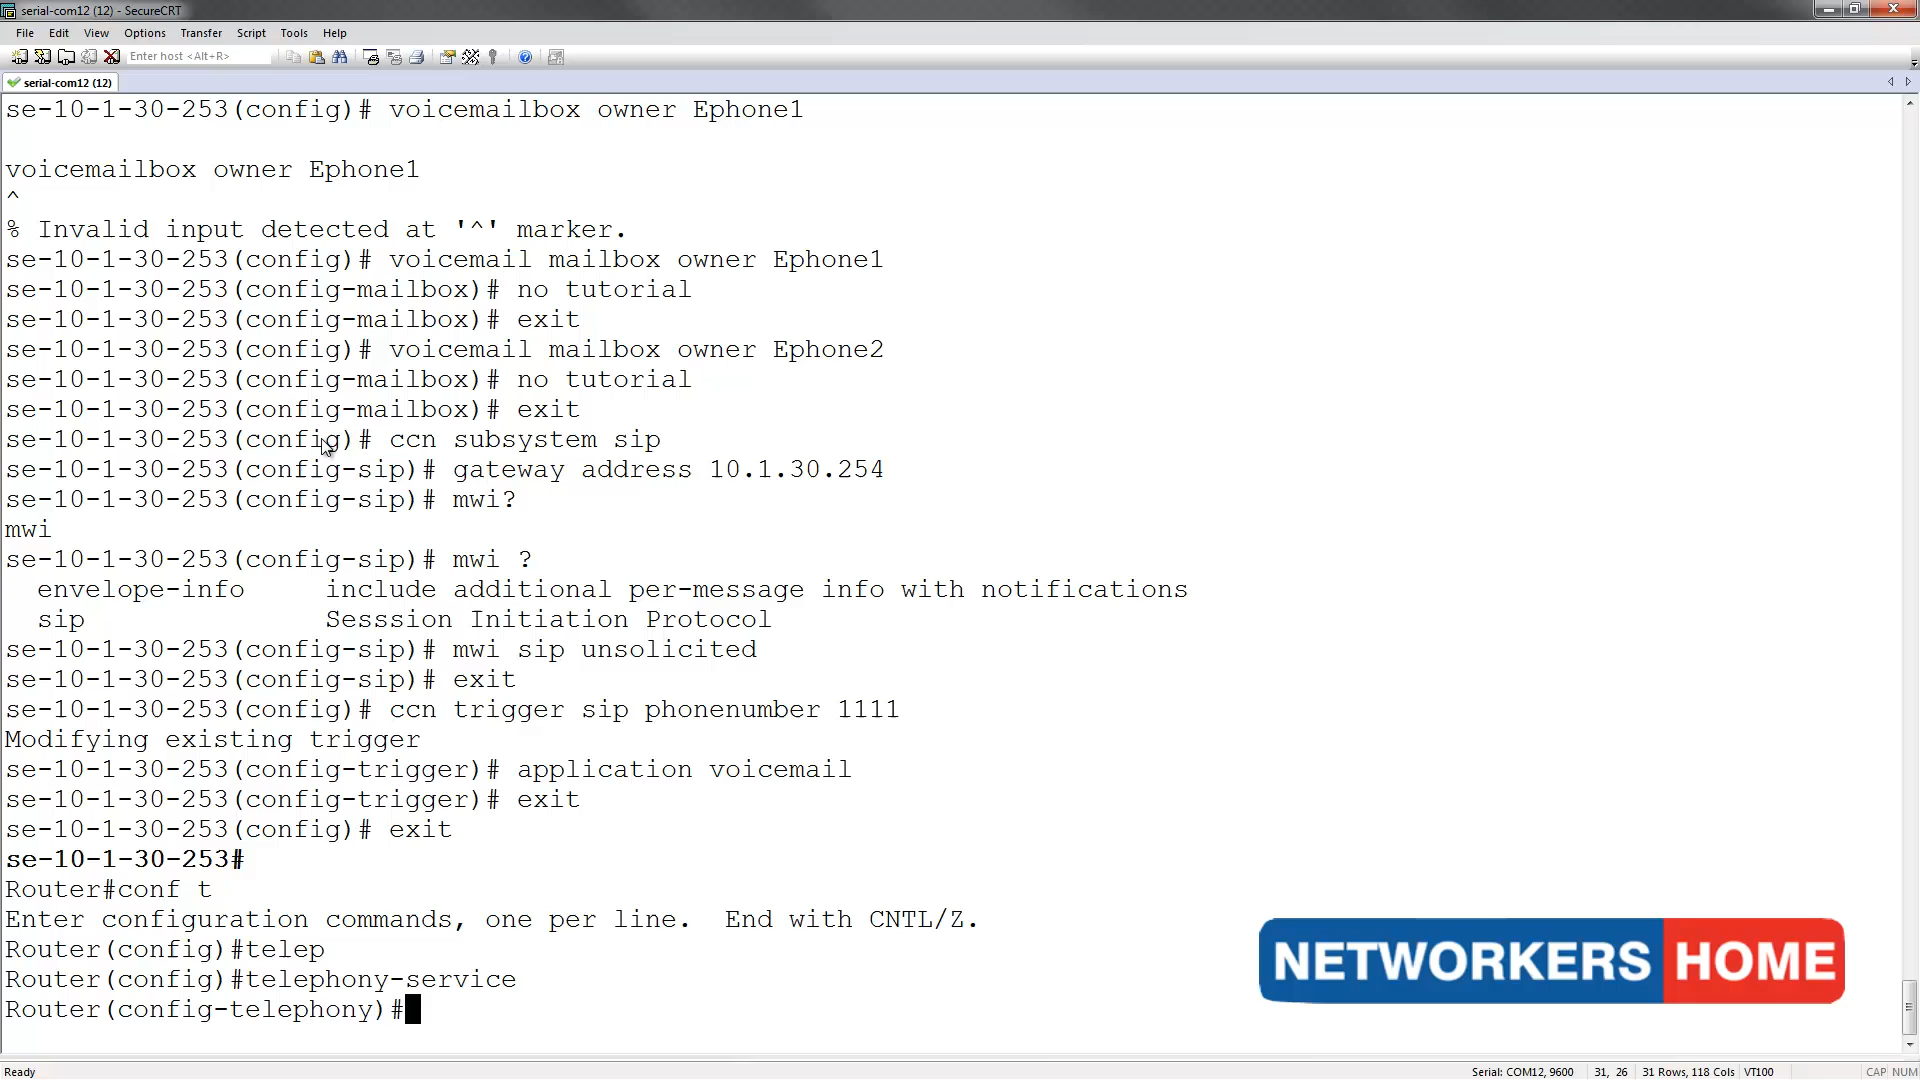 serial-com12 (12) - SecureCRT
File Edit View Options Transfer Script Tools Help
Enter host <Alt+R>
serial-com12 (12)
se-10-1-30-253(config)# voicemailbox owner Ephone1
voicemailbox owner Ephone1
^
% Invalid input detected at '^' marker.
se-10-1-30-253(config)# voicemail mailbox owner Ephone1
se-10-1-30-253(config-mailbox)# no tutorial
se-10-1-30-253(config-mailbox)# exit
se-10-1-30-253(config)# voicemail mailbox owner Ephone2
se-10-1-30-253(config-mailbox)# no tutorial
se-10-1-30-253(config-mailbox)# exit
se-10-1-30-253(config)# ccn subsystem sip
se-10-1-30-253(config-sip)# gateway address 10.1.30.254
se-10-1-30-253(config-sip)# mwi?
mwi
se-10-1-30-253(config-sip)# mwi ?
envelope-info include additional per-message info with notifications
sip Sesssion Initiation Protocol
se-10-1-30-253(config-sip)# mwi sip unsolicited
se-10-1-30-253(config-sip)# exit
se-10-1-30-253(config)# ccn trigger sip phonenumber 1111
Modifying existing trigger
se-10-1-30-253(config-trigger)# application voicemail
se-10-1-30-253(config-trigger)# exit
se-10-1-30-253(config)# exit
se-10-1-30-253#
Router#conf t
Enter configuration commands, one per line. End with CNTL/Z.
Router(config)#telep
Router(config)#telephony-service
Router(config-telephony)#
NETWORKERS HOME
Ready Serial: COM12, 9600 31, 26 31 Rows, 118 Cols VT100 CAP NUM